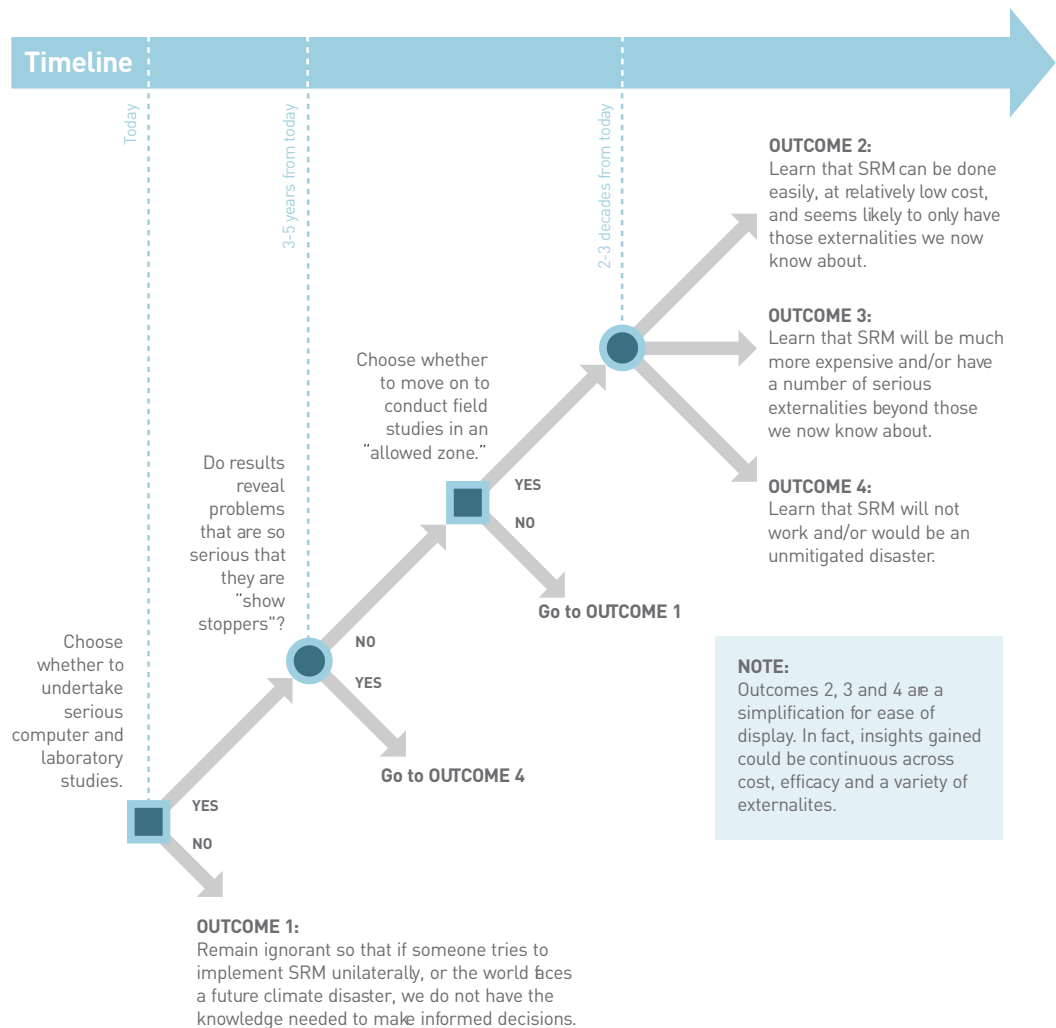 Timeline
Today
3-5 years from today
2-3 decades from today
OUTCOME 2:
Learn that SRM can be done
easily, at relatively low cost,
and seems likely to only have
those externalities we now
know about.
OUTCOME 3:
Learn that SRM will be much
more expensive and/or have
a number of serious
externalities beyond those
we now know about.
OUTCOME 4:
Learn that SRM will not
work and/or would be an
unmitigated disaster.
Choose whether
to move on to
conduct field
studies in an
"allowed zone."
YES
NO
Go to OUTCOME 1
Do results
reveal
problems
that are so
serious that
they are
"show
stoppers"?
NO
YES
Go to OUTCOME 4
Choose
whether to
undertake
serious
computer and
laboratory
studies.
YES
NO
OUTCOME 1:
Remain ignorant so that if someone tries to
implement SRM unilaterally, or the world faces
a future climate disaster, we do not have the
knowledge needed to make informed decisions.
NOTE:
Outcomes 2, 3 and 4 are a
simplification for ease of
display. In fact, insights gained
could be continuous across
cost, efficacy and a variety of
externalites.